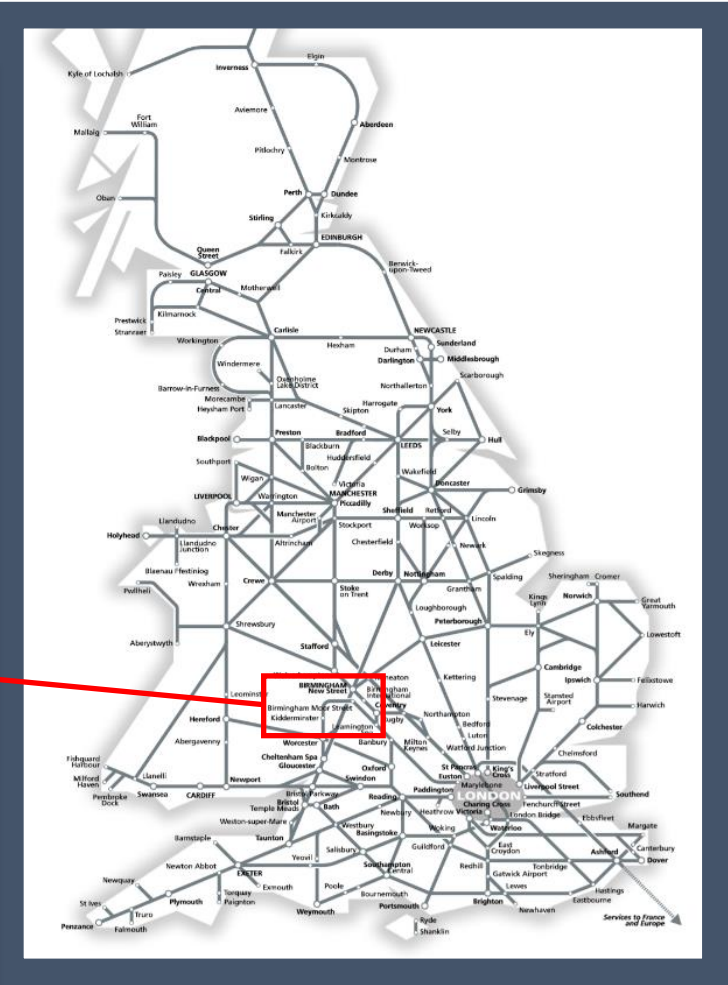 Elgin
Inverness
Kyle of Lochalsh
Aviemore
Fort
William
Mallaig
Aberdeen
Pitlochry
Montrose
Perth
Dundee
Oban
Stirling
Kirkcaldy
EDINBURGH
Queen
Street
Falkirk
Berwick-
upon-Tweed
Paisley
GLASGOW
Central
Motherwell
Prestwick
Kilmarnock
Stranraer
Carlisle
NEWCASTLE
Workington
Hexham
Sunderland
Durham
Darlington
Middlesbrough
Windermere
Scarborough
Oxenholme
Lake District
Northallerton
Barrow-in-Furness
Morecambe
Heysham Port
Lancaster
Harrogate
York
Skipton
Blackpool
Preston
Bradford
Selby
Blackburn
LEEDS
Hull
Southport
Huddersfield
Bolton
Wakefield
Wigan
Victoria
Doncaster
LIVERPOOL
Warrington
MANCHESTER
Piccadilly
Grimsby
Manchester
Airport
Sheffield
Retford
Llandudno
Stockport
Worksop
Lincoln
Holyhead
Chester
Llandudno
Junction
Altrincham
Chesterfield
Newark
Skegness
Blaenau Ffestiniog
Wrexham
Crewe
Derby
Nottingham
Spalding
Sheringham
Cromer
Pwllheli
Stoke
on Trent
Grantham
Kings
Lynn
Norwich
Great
Yarmouth
Loughborough
Aberystwyth
Shrewsbury
Peterborough
Ely
Lowestoft
Stafford
Leicester
Cambridge
BIRMINGHAM
New Street
Kettering
Ipswich
Felixstowe
Birmingham
International
Leominster
Stevenage
Stansted
Airport
Harwich
Birmingham Moor Street
Coventry
Kidderminster
Rugby
Northampton
Hereford
Leamington
Bedford
Colchester
Abergavenny
Worcester
Banbury
Milton
Keynes
Luton
Watford Junction
Chelmsford
Cheltenham Spa
Gloucester
Oxford
St Pancras
Euston
King's
Cross
Stratford
Fishguard
Harbour
Milford
Haven
Llanelli
Newport
Swindon
Marylebone
Paddington
Liverpool Street
Pembroke
Dock
Swansea
CARDIFF
Bristol Parkway
Reading
LONDON
Southend
Bristol
Temple Meads
Bath
Newbury
Heathrow
Victoria
Charing Cross
Fenchurch Street
London Bridge
Ebbsfleet
Weston-super-Mare
Westbury
Basingstoke
Woking
Waterloo
Margate
Barnstaple
Taunton
Salisbury
Guildford
East
Croydon
Canterbury
Yeovil
Ashford
Dover
Newton Abbot
EXETER
Southampton
Central
Redhill
Tonbridge
Gatwick Airport
Newquay
Exmouth
Poole
Bournemouth
Lewes
Hastings
Torquay
Paignton
St Ives
Plymouth
Weymouth
Portsmouth
Brighton
Eastbourne
Newhaven
Truro
Penzance
Falmouth
Ryde
Shanklin
Services to France
and Europe